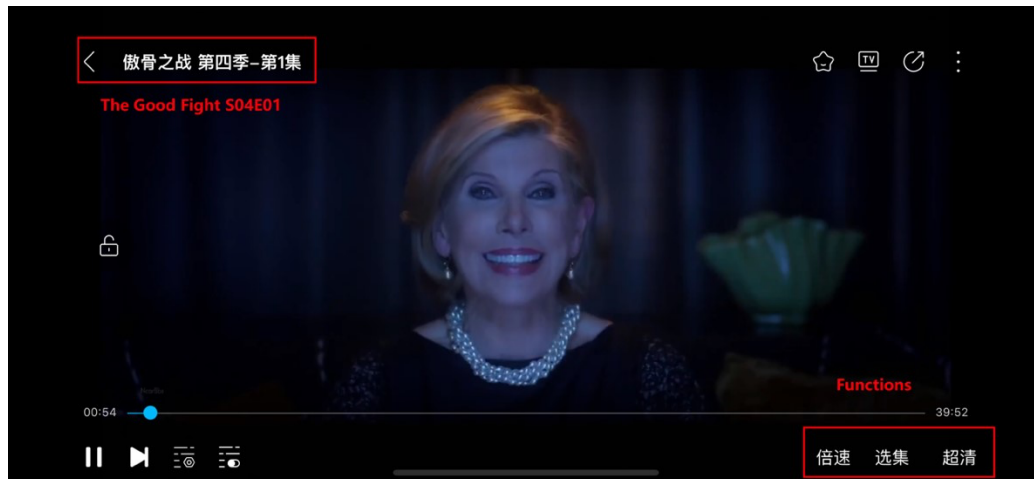 傲骨之战 第四季-第1集
The Good Fight S04E01
TV
Functions
00:54
39:52
倍速 选集 超清